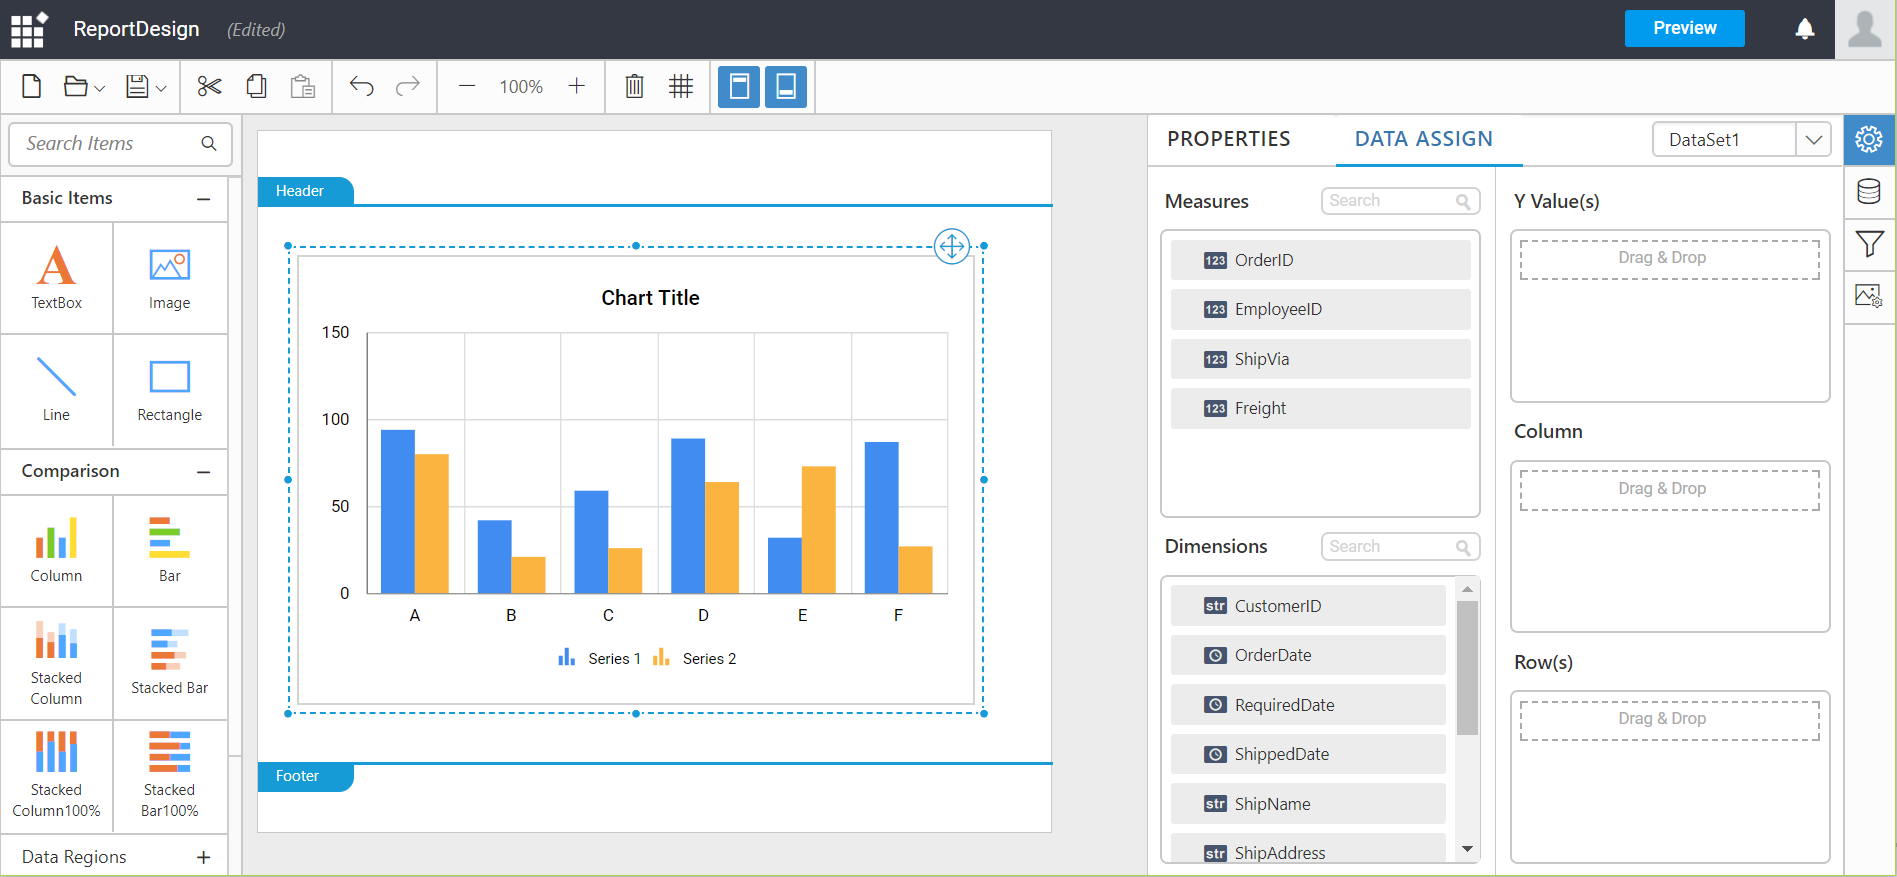 ReportDesign (Edited)
Preview
100%
Search Items
Basic Items
TextBox
Image
Line
Rectangle
Comparison
Column
Bar
Stacked
Column
Stacked Bar
Stacked
Column100%
Stacked
Bar100%
Data Regions
Header
Chart Title
150
100
50
0
A B C D E F
Series 1 Series 2
Footer
PROPERTIES DATA ASSIGN DataSet1
Measures Search
123 OrderID
123 EmployeeID
123 ShipVia
123 Freight
Dimensions Search
str CustomerID
OrderDate
RequiredDate
ShippedDate
str ShipName
str ShipAddress
Y Value(s)
Drag & Drop
Column
Drag & Drop
Row(s)
Drag & Drop